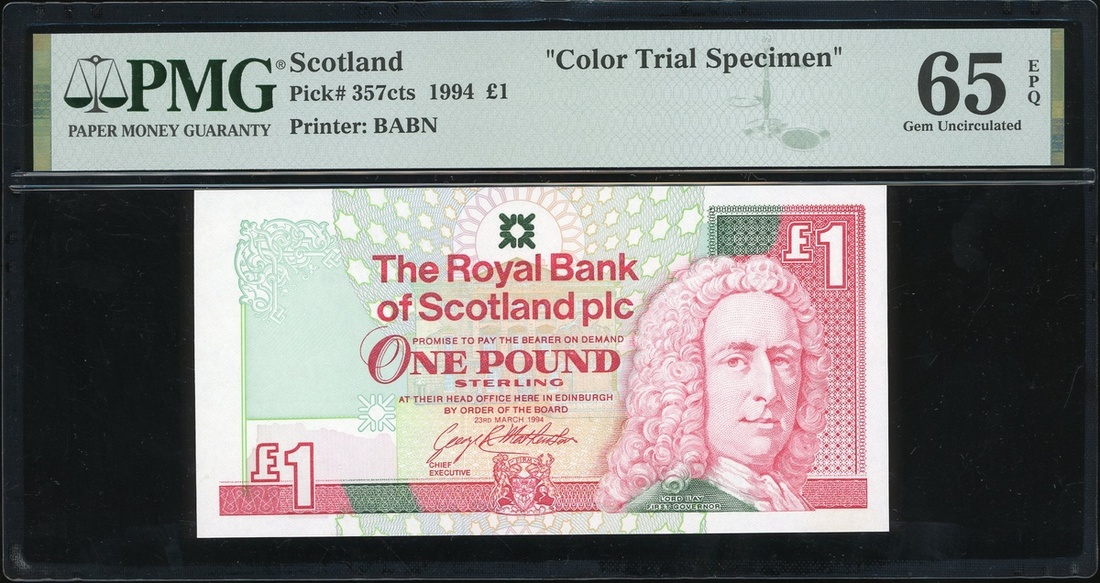 PMG®
PAPER MONEY GUARANTY
Scotland
Pick# 357cts 1994 £1
Printer: BABN
"Color Trial Specimen"
65
EPQ
Gem Uncirculated
The Royal Bank
of Scotland plc
PROMISE TO PAY THE BEARER ON DEMAND
ONE POUND
STERLING
AT THEIR HEAD OFFICE HERE IN EDINBURGH
BY ORDER OF THE BOARD
23RD MARCH 1994
CHIEF
EXECUTIVE
£1
£1
LORD ILAY
FIRST GOVERNOR